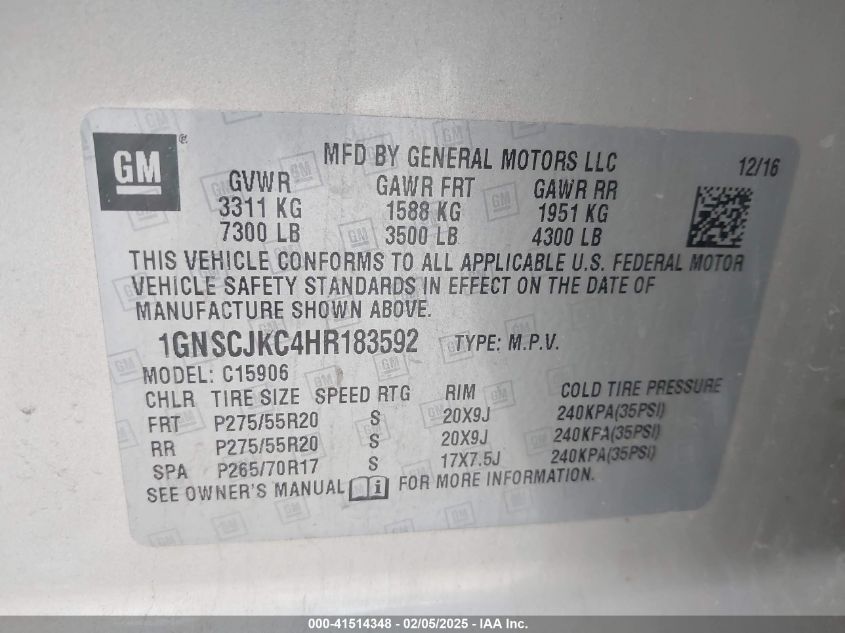 GM ®
MFD BY GENERAL MOTORS LLC 12/16
GVWR GAWR FRT GAWR RR
3311 KG 1588 KG 1951 KG
7300 LB 3500 LB 4300 LB
THIS VEHICLE CONFORMS TO ALL APPLICABLE U.S. FEDERAL MOTOR
VEHICLE SAFETY STANDARDS IN EFFECT ON THE DATE OF
MANUFACTURE SHOWN ABOVE.
1GNSCJKC4HR183592 TYPE: M.P.V.
MODEL: C15906
CHLR TIRE SIZE SPEED RTG RIM COLD TIRE PRESSURE
FRT P275/55R20 S 20X9J 240KPA(35PSI)
RR P275/55R20 S 20X9J 240KPA(35PSI)
SPA P265/70R17 S 17X7.5J 240KPA(35PSI)
SEE OWNER'S MANUAL i FOR MORE INFORMATION.
000-41514348 - 02/05/2025 - IAA Inc.